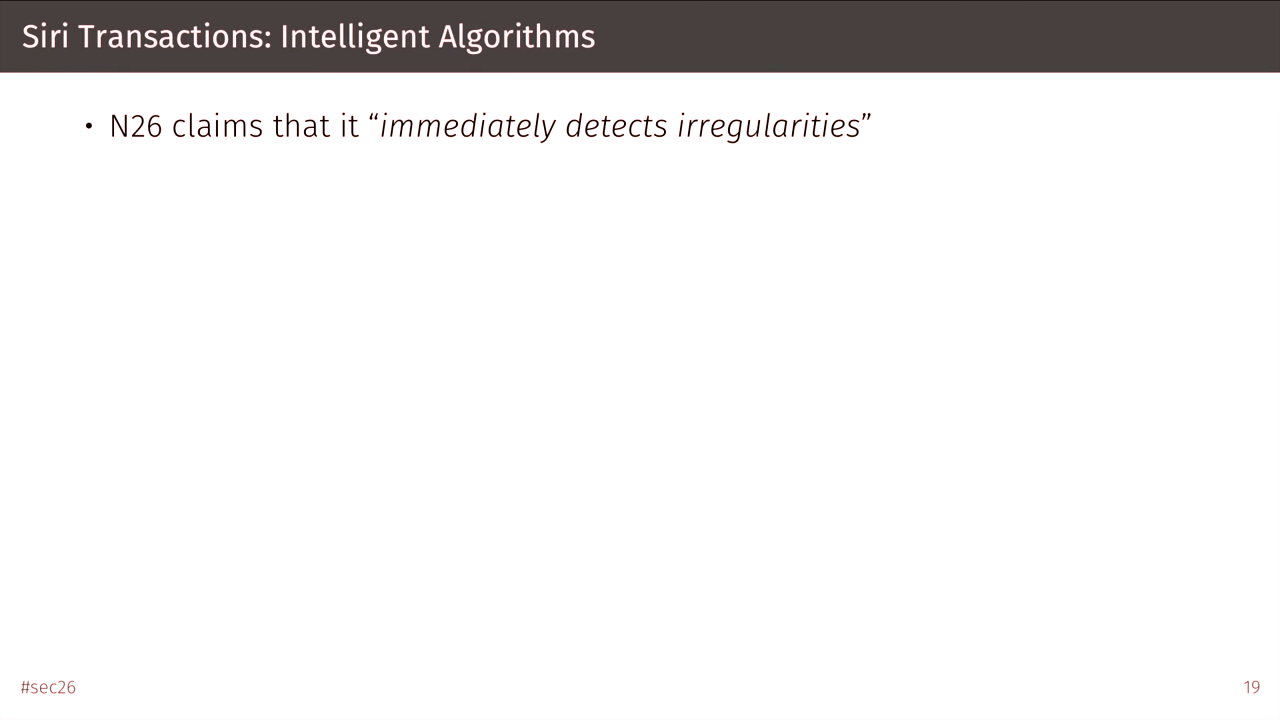 Siri Transactions: Intelligent Algorithms
• N26 claims that it “immediately detects irregularities”
#sec26
19